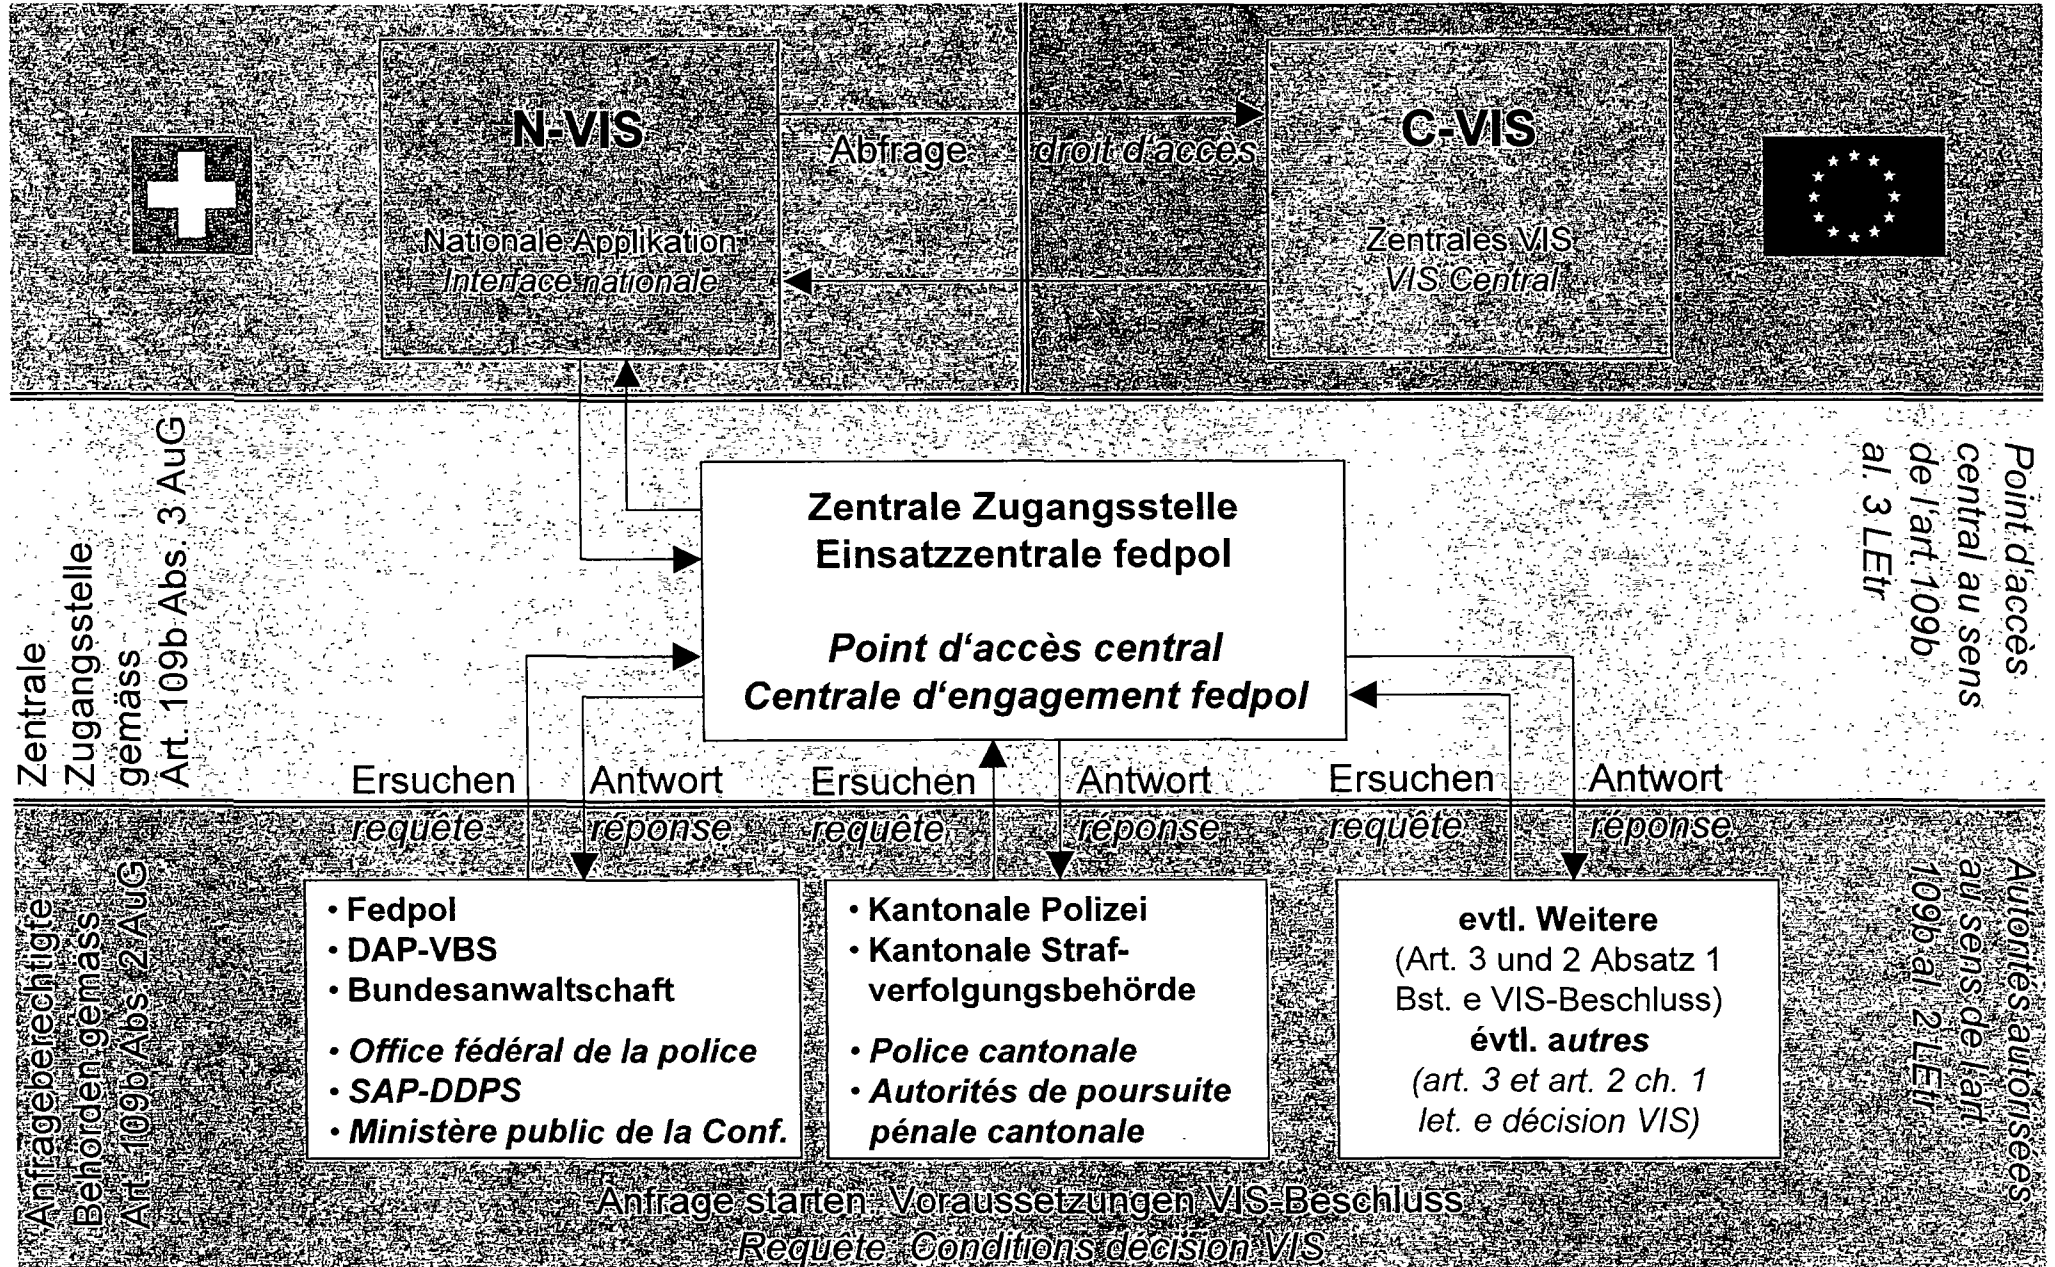 N-VIS
Nationale Applikation
Interface nationale
Abfrage
droit d'accès
C-VIS
Zentrales VIS
VIS Central
Zentrale
Zugangsstelle
gemäss
Art. 109b Abs. 3 AuG
Zentrale Zugangsstelle
Einsatzzentrale fedpol
Point d'accès central
Centrale d'engagement fedpol
Point d'accès
central au sens
de l'art.109b
al. 3 LEtr
Ersuchen
requête
Antwort
réponse
Ersuchen
requête
Antwort
réponse
Ersuchen
requête
Antwort
réponse
Anfrageberechtigte
Behörden gemäss
Art. 109b Abs. 2 AuG
• Fedpol
• DAP-VBS
• Bundesanwaltschaft
• Office fédéral de la police
• SAP-DDPS
• Ministère public de la Conf.
• Kantonale Polizei
• Kantonale Straf-
verfolgungsbehörde
• Police cantonale
• Autorités de poursuite
pénale cantonale
evtl. Weitere
(Art. 3 und 2 Absatz 1
Bst. e VIS-Beschluss)
évtl. autres
(art. 3 et art. 2 ch. 1
let. e décision VIS)
Autorités autorisées
au sens de l'art
109b al 2 LEtr
Anfrage starten. Voraussetzungen VIS-Beschluss
Requête. Conditions décision VIS